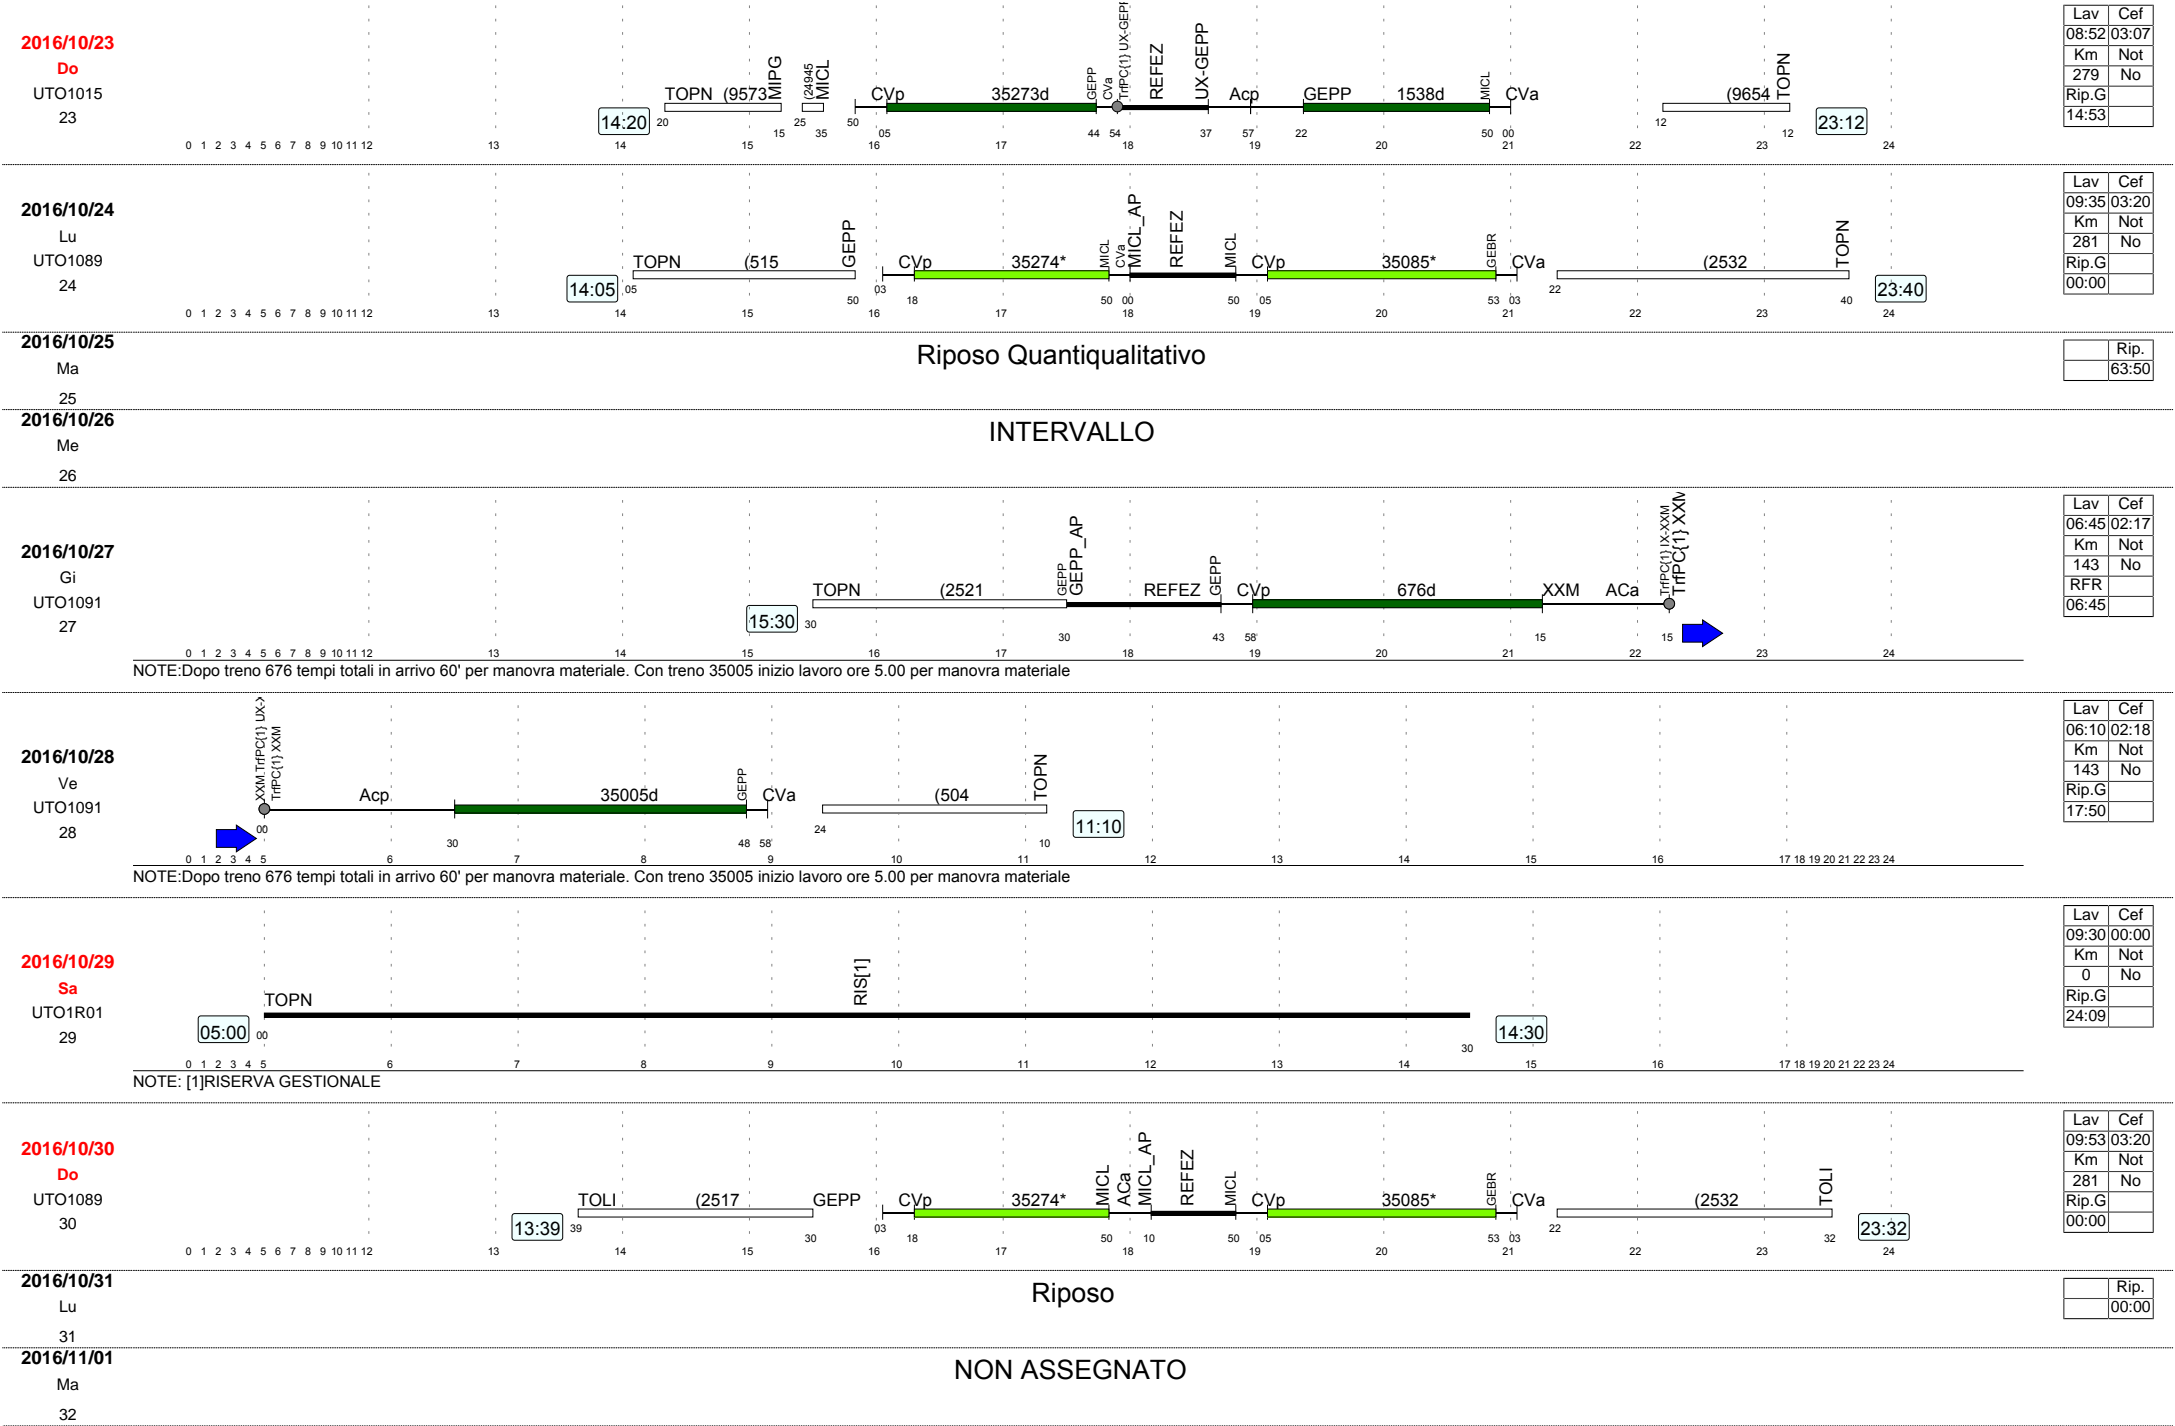 2016/10/23
Do
UTO1015
23
14:20
TOPN (9573
MIPG
(24945
MICL
CVp
35273d
GEPP
CVa
TrfPC{1} UX-GEPP
REFEZ
UX-GEPP
Acp
GEPP
1538d
MICL
CVa
(9654
TOPN
23:12
20 15 25 35 50 05 44 54 37 57 22 50 00 12 12
0 1 2 3 4 5 6 7 8 9 10 11 12 13 14 15 16 17 18 19 20 21 22 23 24
Lav Cef
08:52 03:07
Km Not
279 No
Rip.G
14:53
2016/10/24
Lu
UTO1089
24
14:05
TOPN (515
GEPP
CVp
35274*
MICL
CVa
MICL_AP
REFEZ
MICL
CVp
35085*
GEBR
CVa
(2532
TOPN
23:40
05 50 03 18 50 00 50 05 53 03 22 40
0 1 2 3 4 5 6 7 8 9 10 11 12 13 14 15 16 17 18 19 20 21 22 23 24
Lav Cef
09:35 03:20
Km Not
281 No
Rip.G
00:00
2016/10/25
Ma
25
Riposo Quantiqualitativo
Rip.
63:50
2016/10/26
Me
26
INTERVALLO
2016/10/27
Gi
UTO1091
27
15:30
TOPN (2521
GEPP
GEPP_AP
REFEZ
GEPP
CVp
676d
XXM
ACa
TrfPC{1} IX-XXM
TrfPC{1} XXM
30 30 43 58 15 15
0 1 2 3 4 5 6 7 8 9 10 11 12 13 14 15 16 17 18 19 20 21 22 23 24
NOTE:Dopo treno 676 tempi totali in arrivo 60' per manovra materiale. Con treno 35005 inizio lavoro ore 5.00 per manovra materiale
Lav Cef
06:45 02:17
Km Not
143 No
RFR
06:45
2016/10/28
Ve
UTO1091
28
XXM.TrfPC{1} UX-
TrfPC{1} XXM
Acp
35005d
GEPP
CVa
(504
TOPN
11:10
00 30 48 58 24 10
0 1 2 3 4 5 6 7 8 9 10 11 12 13 14 15 16 17 18 19 20 21 22 23 24
NOTE:Dopo treno 676 tempi totali in arrivo 60' per manovra materiale. Con treno 35005 inizio lavoro ore 5.00 per manovra materiale
Lav Cef
06:10 02:18
Km Not
143 No
Rip.G
17:50
2016/10/29
Sa
UTO1R01
29
05:00
TOPN
RIS[1]
14:30
00 30
0 1 2 3 4 5 6 7 8 9 10 11 12 13 14 15 16 17 18 19 20 21 22 23 24
NOTE: [1]RISERVA GESTIONALE
Lav Cef
09:30 00:00
Km Not
0 No
Rip.G
24:09
2016/10/30
Do
UTO1089
30
13:39
TOLI (2517 GEPP
CVp
35274*
MICL
ACa
MICL_AP
REFEZ
MICL
CVp
35085*
GEBR
CVa
(2532
TOLI
23:32
39 30 03 18 50 10 50 05 53 03 22 32
0 1 2 3 4 5 6 7 8 9 10 11 12 13 14 15 16 17 18 19 20 21 22 23 24
Lav Cef
09:53 03:20
Km Not
281 No
Rip.G
00:00
2016/10/31
Lu
31
Riposo
Rip.
00:00
2016/11/01
Ma
32
NON ASSEGNATO